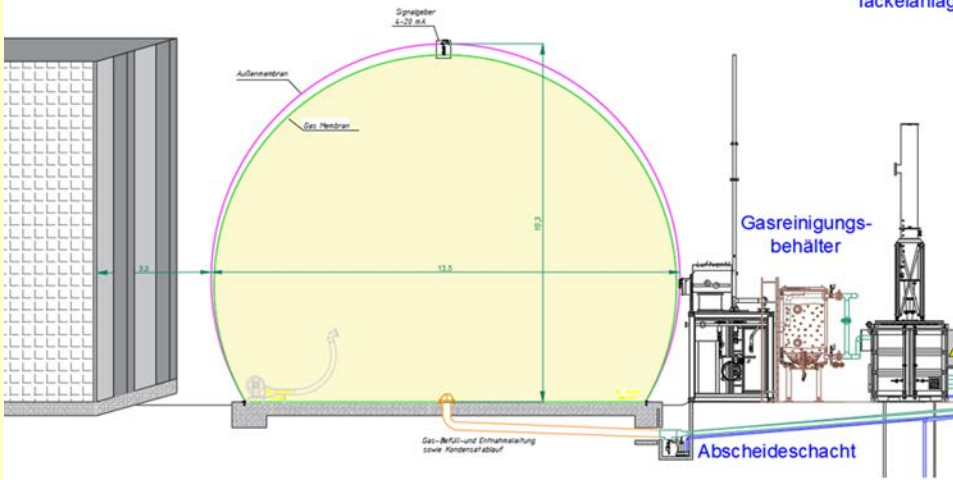 fackelanlag
Signalgeber
4-20 mA
Außenmembran
Gas Membran
10,3
Gasreinigungs-
behälter
13,5
Gas-Befüll-und Entnahmeleitung
sowie Kondensatablauf
Abscheideschacht